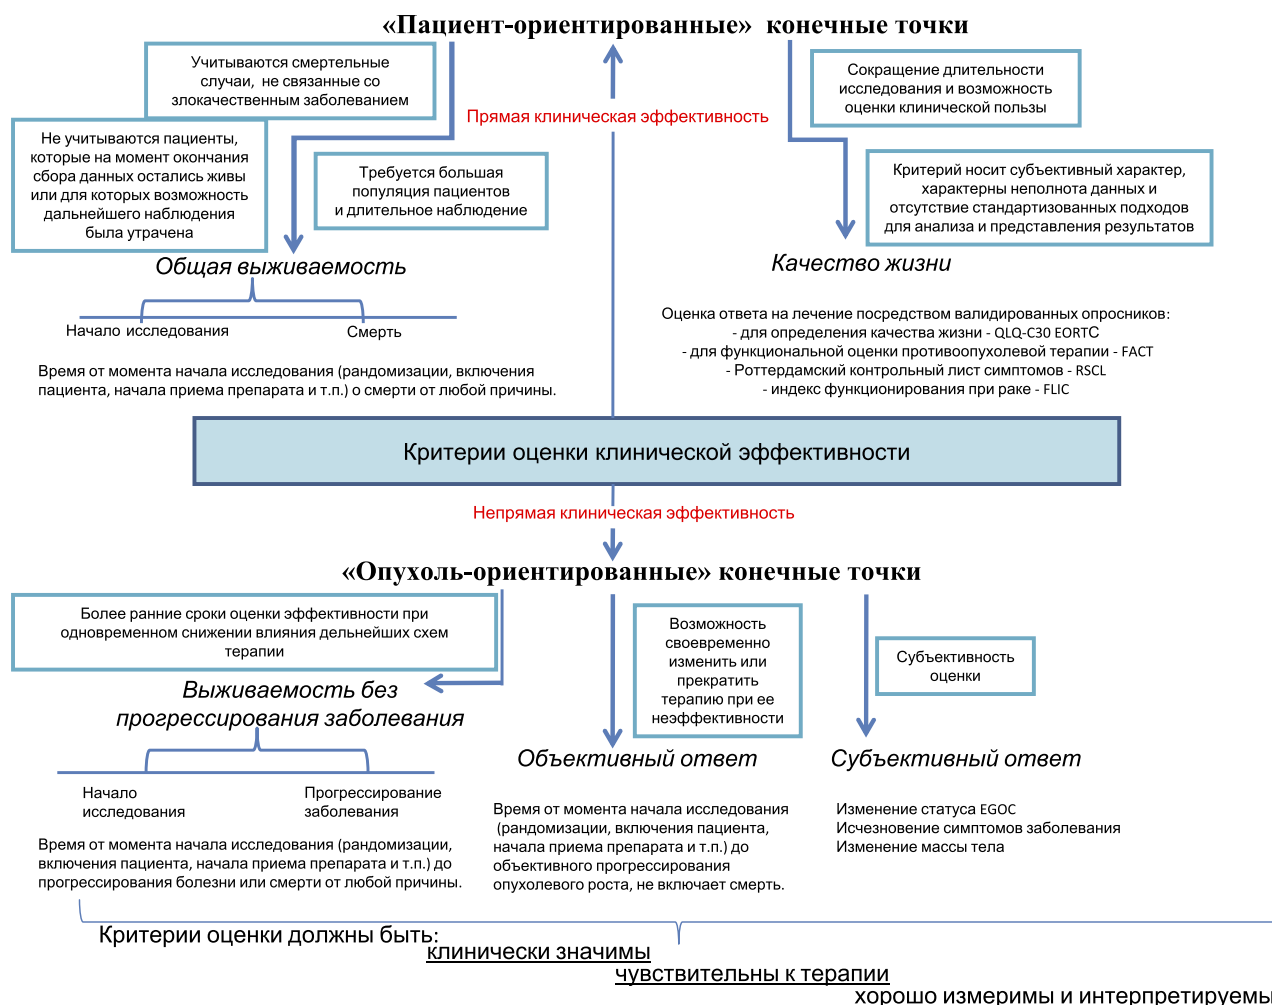 «Пациент-ориентированные» конечные точки
Учитываются смертельные
случаи, не связанные со
злокачественным заболеванием
Не учитываются пациенты,
которые на момент окончания
сбора данных остались живы
или для которых возможность
дальнейшего наблюдения
была утрачена
Требуется большая
популяция пациентов
и длительное наблюдение
Прямая клиническая эффективность
Сокращение длительности
исследования и возможность
оценки клинической пользы
Критерий носит субъективный характер,
характерны неполнота данных и
отсутствие стандартизованных подходов
для анализа и представления результатов
Общая выживаемость
Начало исследования
Смерть
Время от момента начала исследования (рандомизации, включения
пациента, начала приема препарата и т.п.) о смерти от любой причины.
Качество жизни
Оценка ответа на лечение посредством валидированных опросников:
- для определения качества жизни - QLQ-C30 EORTC
- для функциональной оценки противоопухолевой терапии - FACT
- Роттердамский контрольный лист симптомов - RSCL
- индекс функционирования при раке - FLIC
Критерии оценки клинической эффективности
Непрямая клиническая эффективность
«Опухоль-ориентированные» конечные точки
Более ранние сроки оценки эффективности при
одновременном снижении влияния дельнейших схем
терапии
Возможность
своевременно
изменить или
прекратить
терапию при ее
неэффективности
Субъективность
оценки
Выживаемость без
прогрессирования заболевания
Начало
исследования
Прогрессирование
заболевания
Время от момента начала исследования (рандомизации,
включения пациента, начала приема препарата и т.п.) до
прогрессирования болезни или смерти от любой причины.
Объективный ответ
Время от момента начала исследования
(рандомизации, включения пациента,
начала приема препарата и т.п.) до
объективного прогрессирования
опухолевого роста, не включает смерть.
Субъективный ответ
Изменение статуса EGOC
Исчезновение симптомов заболевания
Изменение массы тела
Критерии оценки должны быть:
клинически значимы
чувствительны к терапии
хорошо измеримы и интерпретируемы